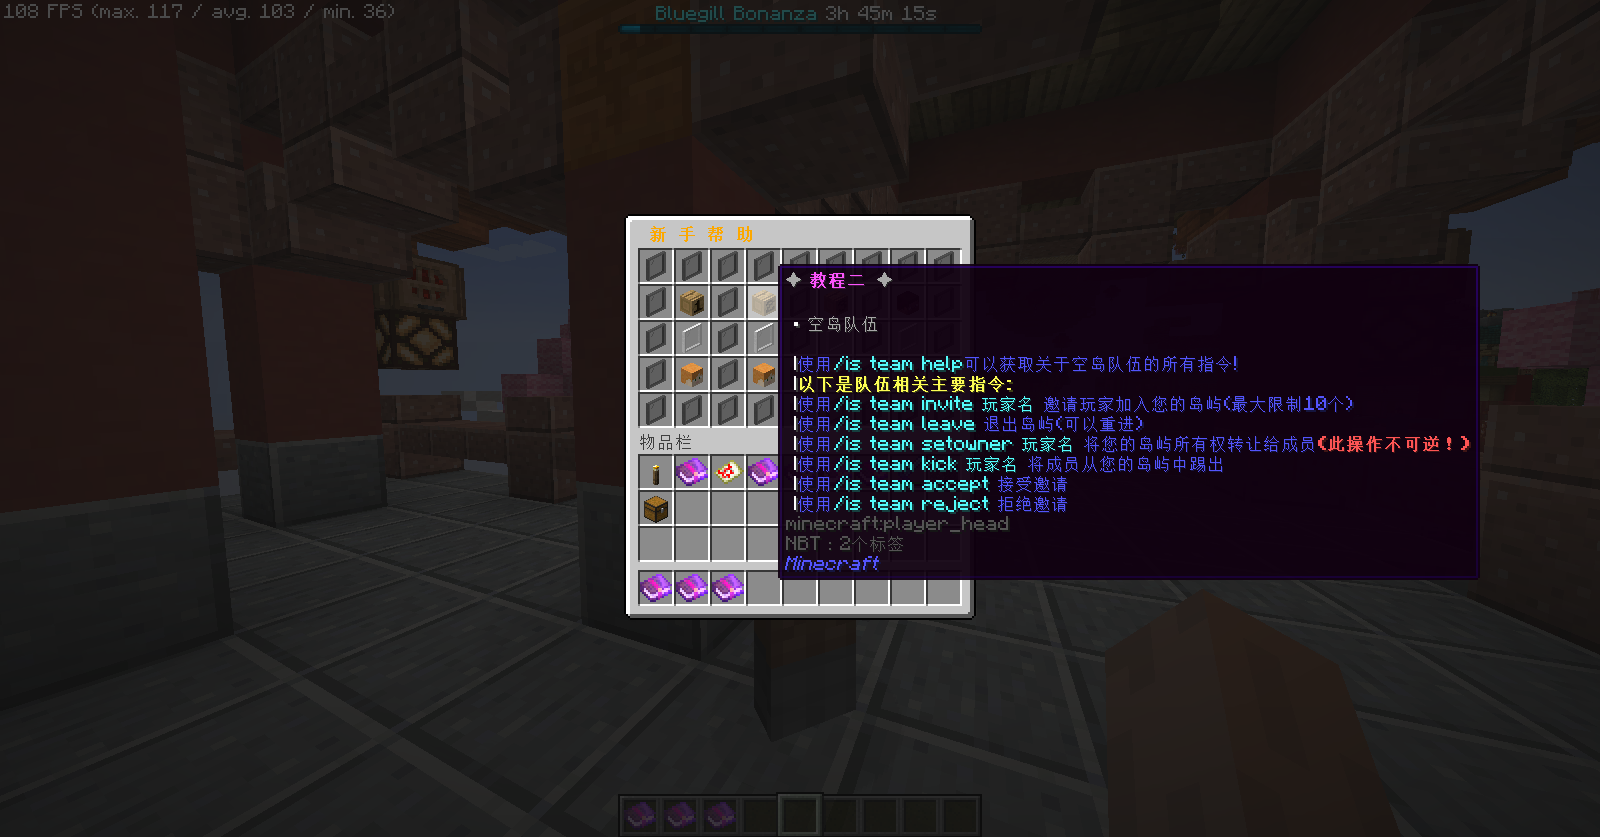 108 FPS (max. 117 / avg. 103 / min. 36)
Bluegill Bonanza 3h 45m 15s
新 手 帮 助
✦ 教程二 ✦
▪ 空岛队伍
|使用/is team help可以获取关于空岛队伍的所有指令!
|以下是队伍相关主要指令:
|使用/is team invite 玩家名 邀请玩家加入您的岛屿(最大限制10个)
|使用/is team leave 退出岛屿(可以重进)
|使用/is team setowner 玩家名 将您的岛屿所有权转让给成员(此操作不可逆！)
|使用/is team kick 玩家名 将成员从您的岛屿中踢出
|使用/is team accept 接受邀请
|使用/is team reject 拒绝邀请
minecraft:player_head
NBT：2个标签
Minecraft
物品栏